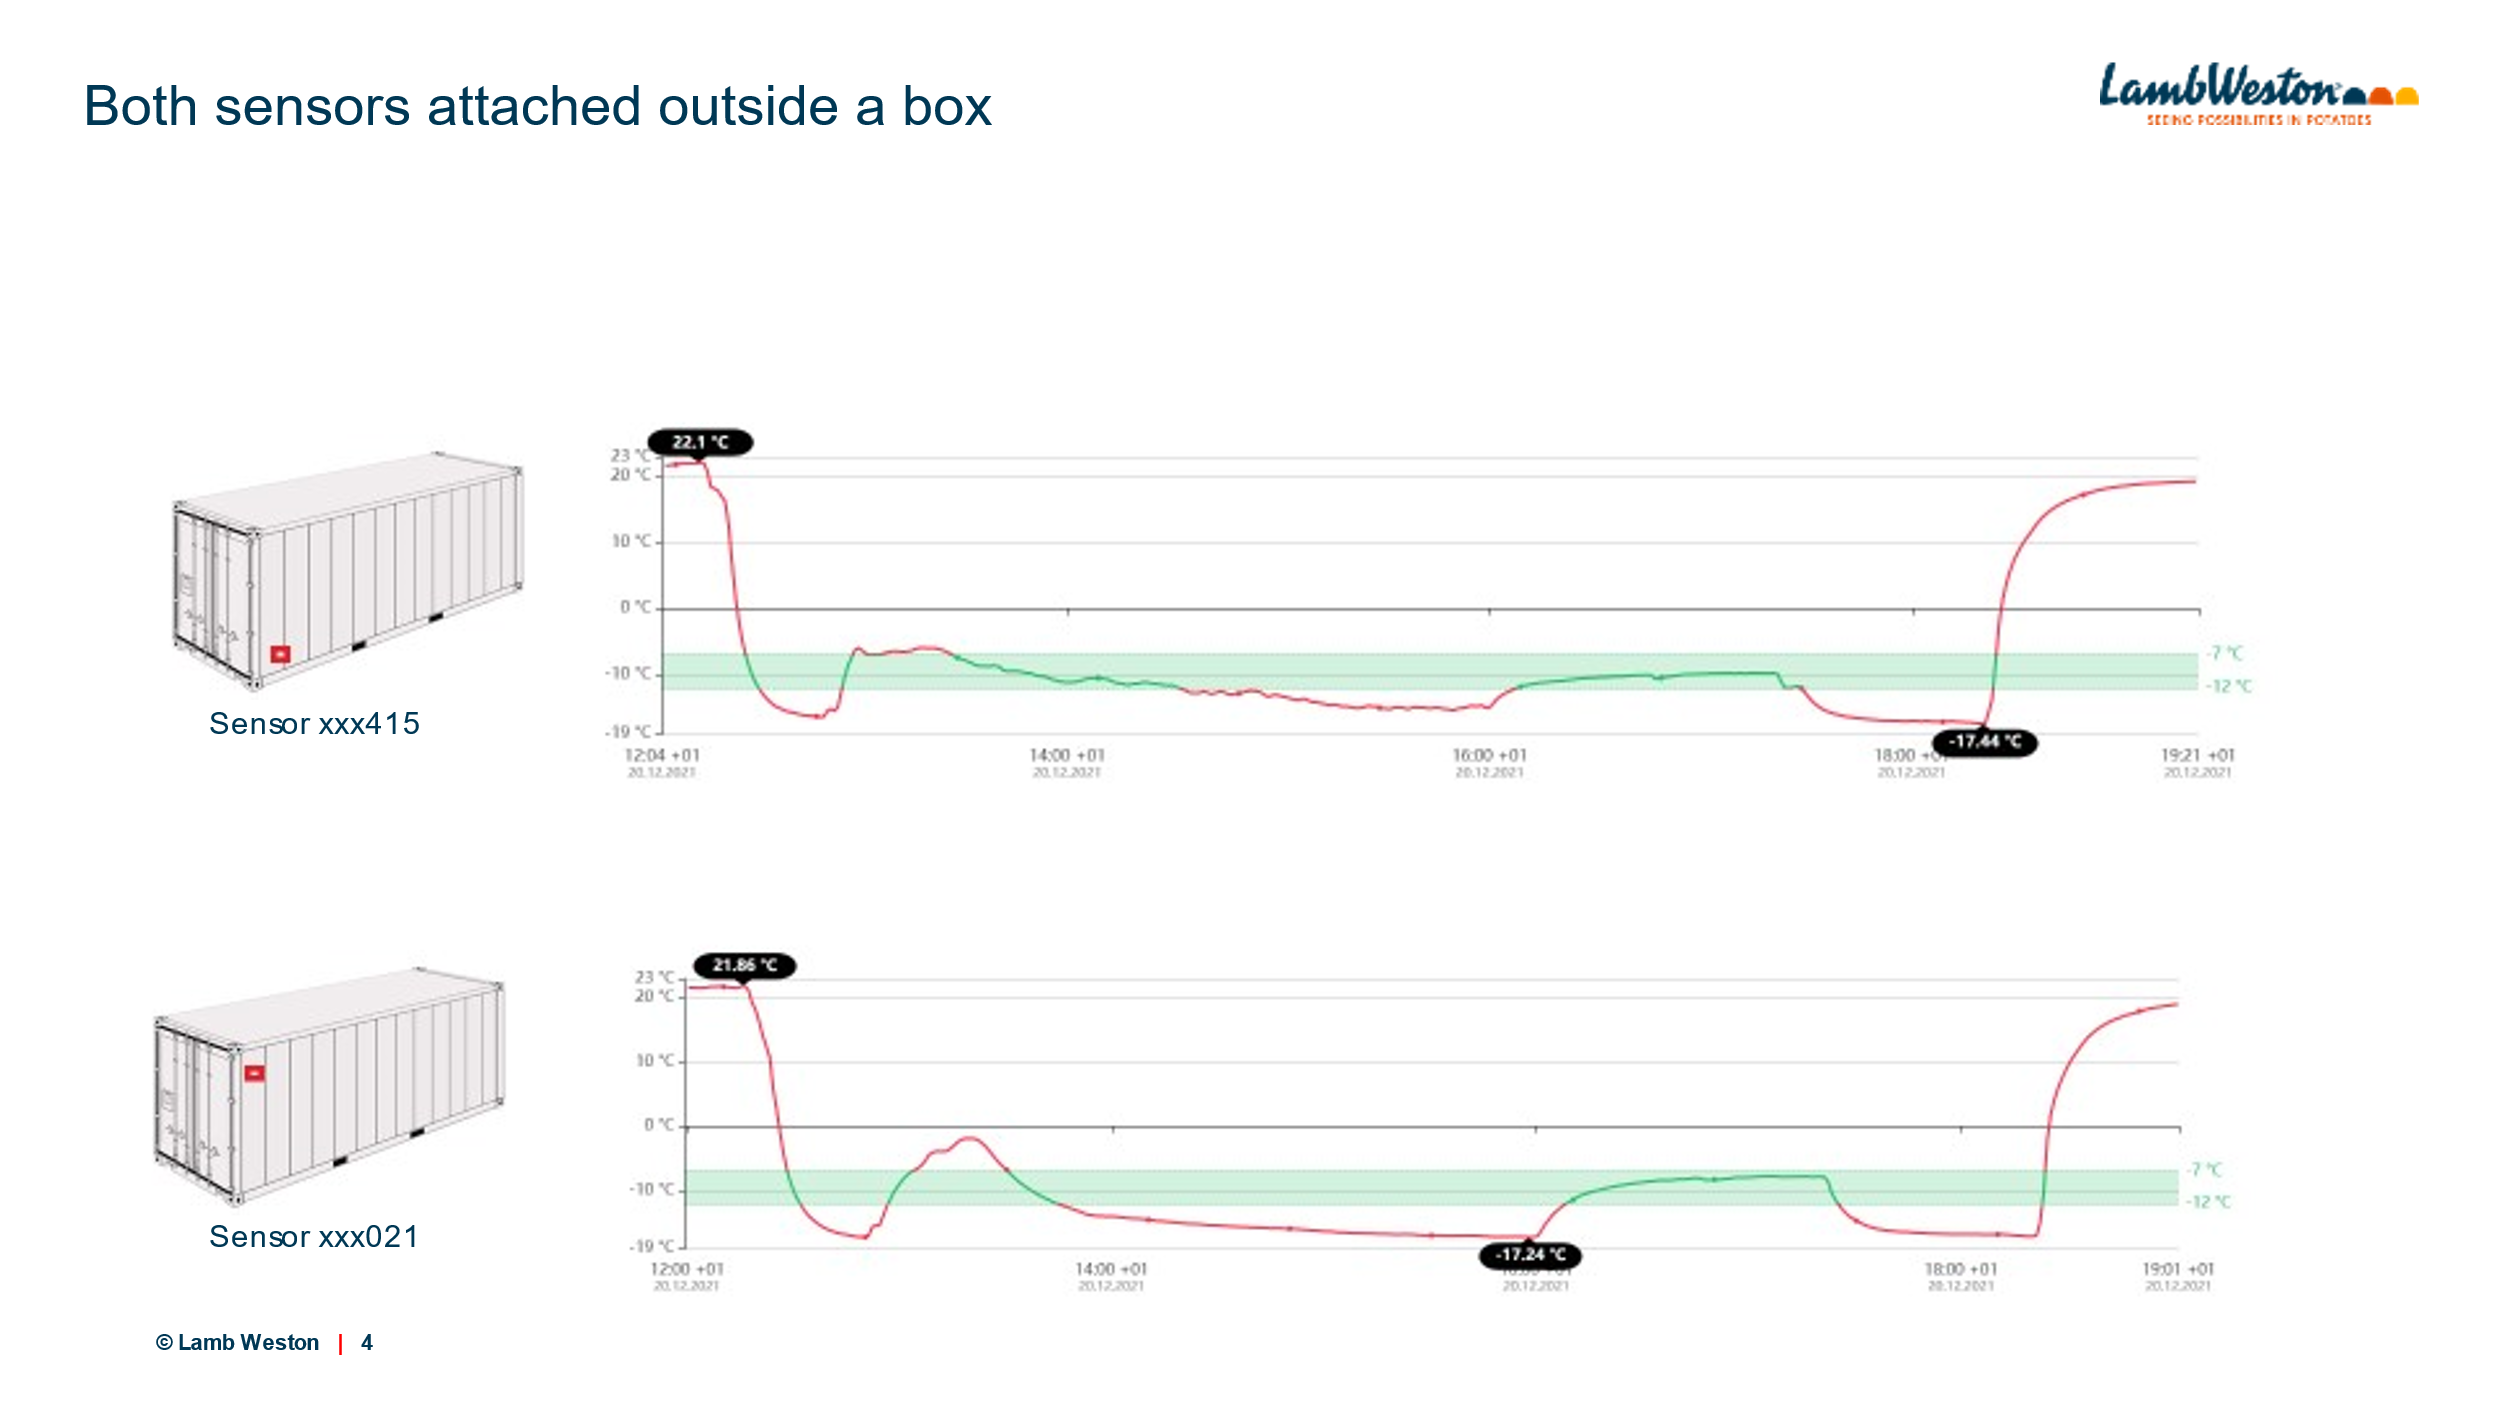 Both sensors attached outside a box
LambWeston
SEEING POSSIBILITIES IN POTATOES
22.1 °C
23 °C
20 °C
10 °C
0 °C
-7 °C
-10 °C
-12 °C
-19 °C
-17.44 °C
12:04 +01
14:00 +01
16:00 +01
18:00 +0
19:21 +01
20.12.2021
20.12.2021
20.12.2021
20.12.2021
20.12.2021
Sensor xxx415
21.86 °C
23 °C
20 °C
10 °C
0 °C
-7 °C
-10 °C
-12 °C
-19 °C
-17.24 °C
12:00 +01
14:00 +01
18:00 +01
19:01 +01
20.12.2021
20.12.2021
20.12.2021
20.12.2021
20.12.2021
Sensor xxx021
© Lamb Weston | 4